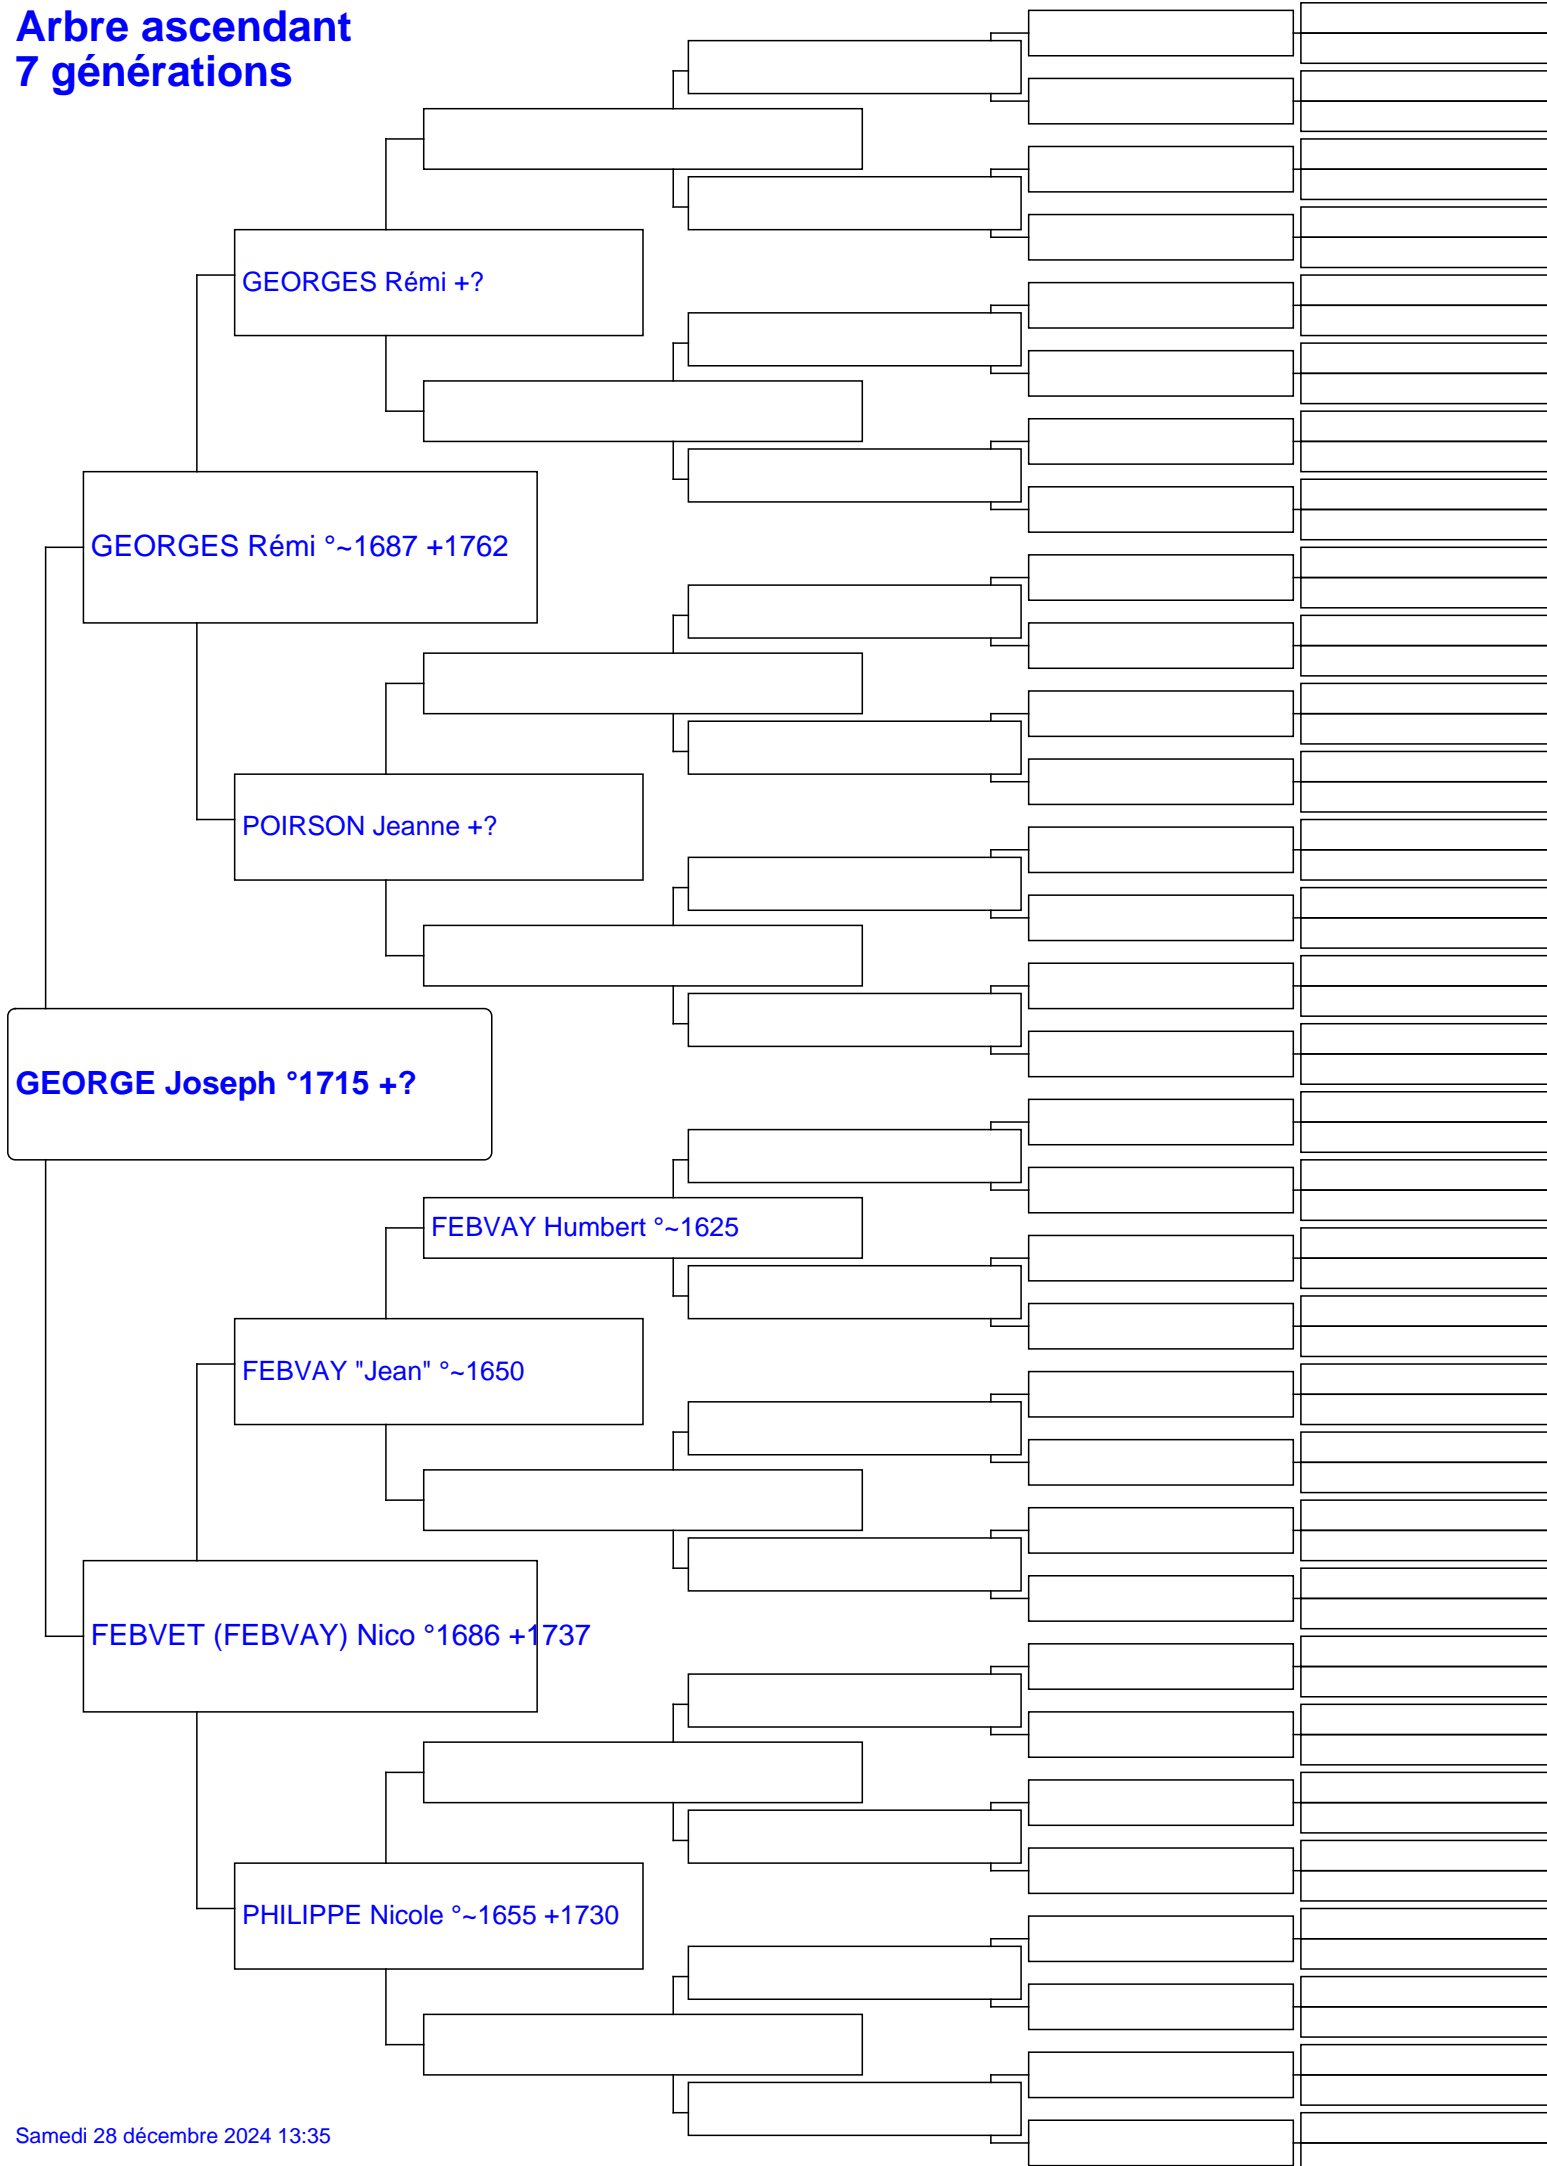 Arbre ascendant
7 générations
GEORGES Rémi +?
GEORGES Rémi °~1687 +1762
POIRSON Jeanne +?
GEORGE Joseph °1715 +?
FEBVAY Humbert °~1625
FEBVAY "Jean" °~1650
FEBVET (FEBVAY) Nico °1686 +1737
PHILIPPE Nicole °~1655 +1730
Samedi 28 décembre 2024 13:35